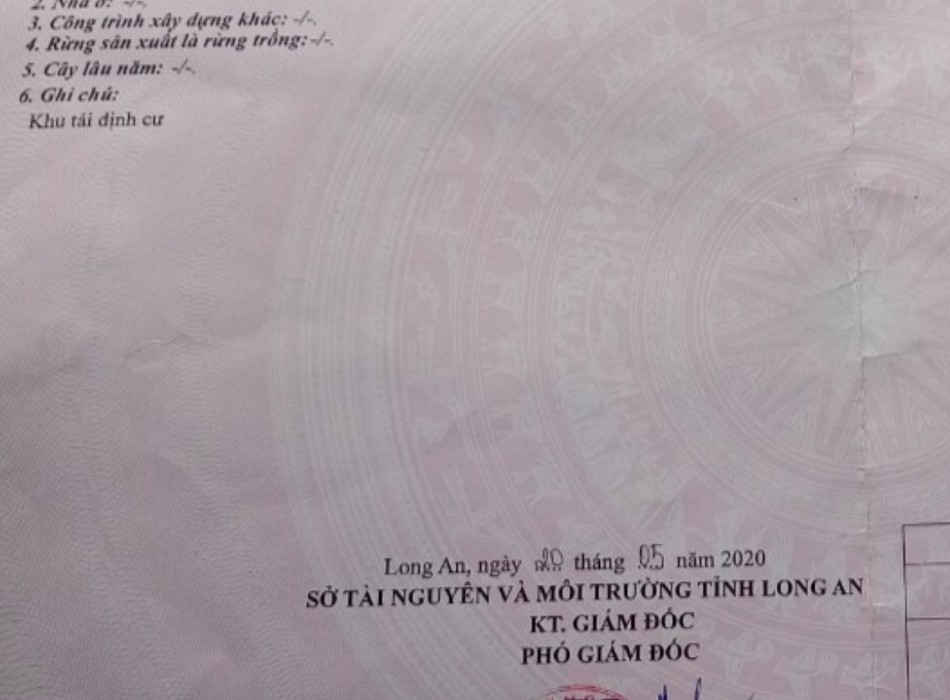 2. Nhà ở: -/-.
3. Công trình xây dựng khác: -/-.
4. Rừng sản xuất là rừng trồng:-/-.
5. Cây lâu năm: -/-.
6. Ghi chú:
Khu tái định cư
Long An, ngày 20 tháng 05 năm 2020
SỞ TÀI NGUYÊN VÀ MÔI TRƯỜNG TỈNH LONG AN
KT. GIÁM ĐỐC
PHÓ GIÁM ĐỐC